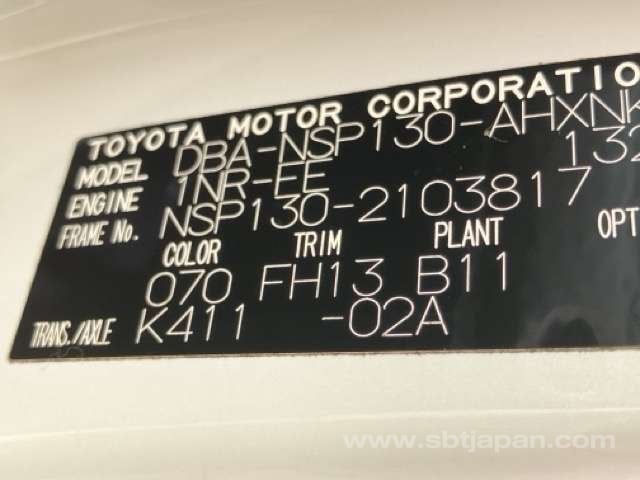 TOYOTA MOTOR CORPORATIO
MODEL DBA-NSP130-AHXNK
ENGINE 1NR-FE 132
FRAME No. NSP130-2103817
COLOR TRIM PLANT OPT
070 FH13 B11
TRANS./AXLE K411 -02A
www.sbtjapan.com